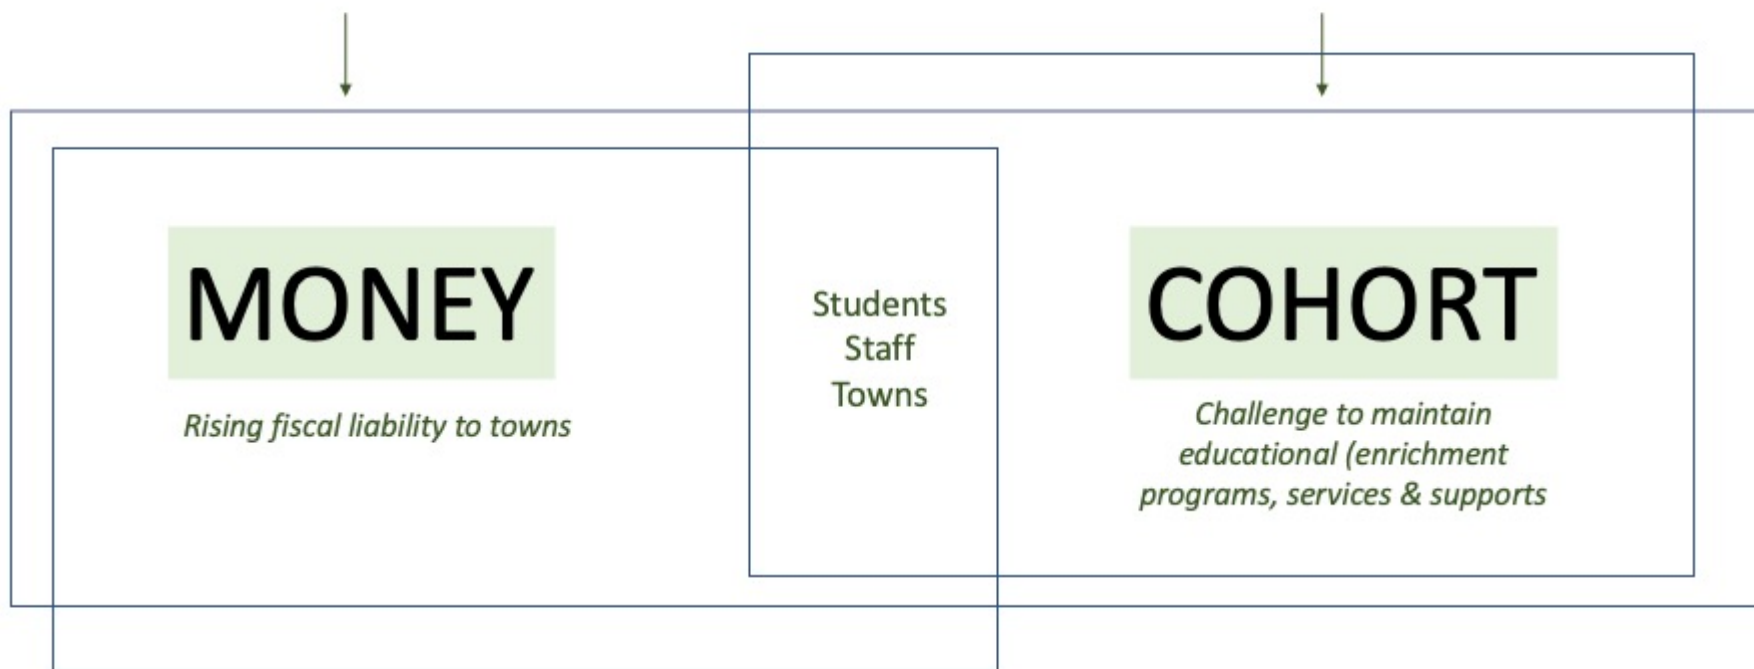 MONEY
Rising fiscal liability to towns
Students
Staff
Towns
COHORT
Challenge to maintain
educational (enrichment
programs, services & supports